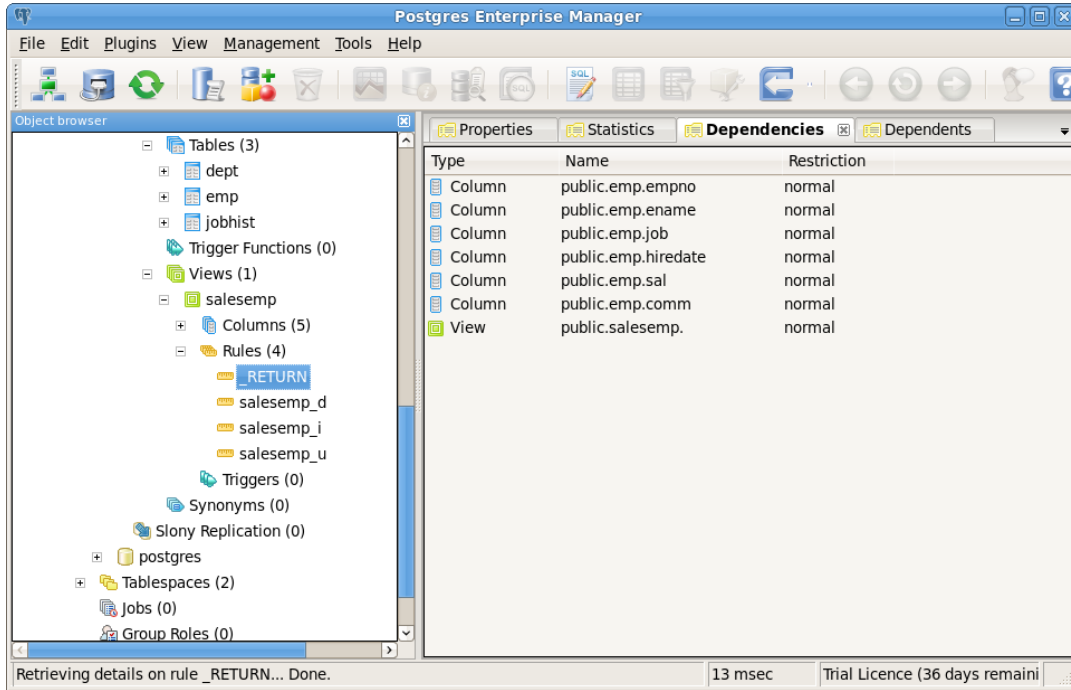 Postgres Enterprise Manager
File Edit Plugins View Management Tools Help
SQL
SQL
Object browser
Tables (3)
dept
emp
jobhist
Trigger Functions (0)
Views (1)
salesemp
Columns (5)
Rules (4)
_RETURN
salesemp_d
salesemp_i
salesemp_u
Triggers (0)
Synonyms (0)
Slony Replication (0)
postgres
Tablespaces (2)
Jobs (0)
Group Roles (0)
Properties Statistics Dependencies Dependents
Type Name Restriction
Column public.emp.empno normal
Column public.emp.ename normal
Column public.emp.job normal
Column public.emp.hiredate normal
Column public.emp.sal normal
Column public.emp.comm normal
View public.salesemp. normal
Retrieving details on rule _RETURN... Done. 13 msec Trial Licence (36 days remaini